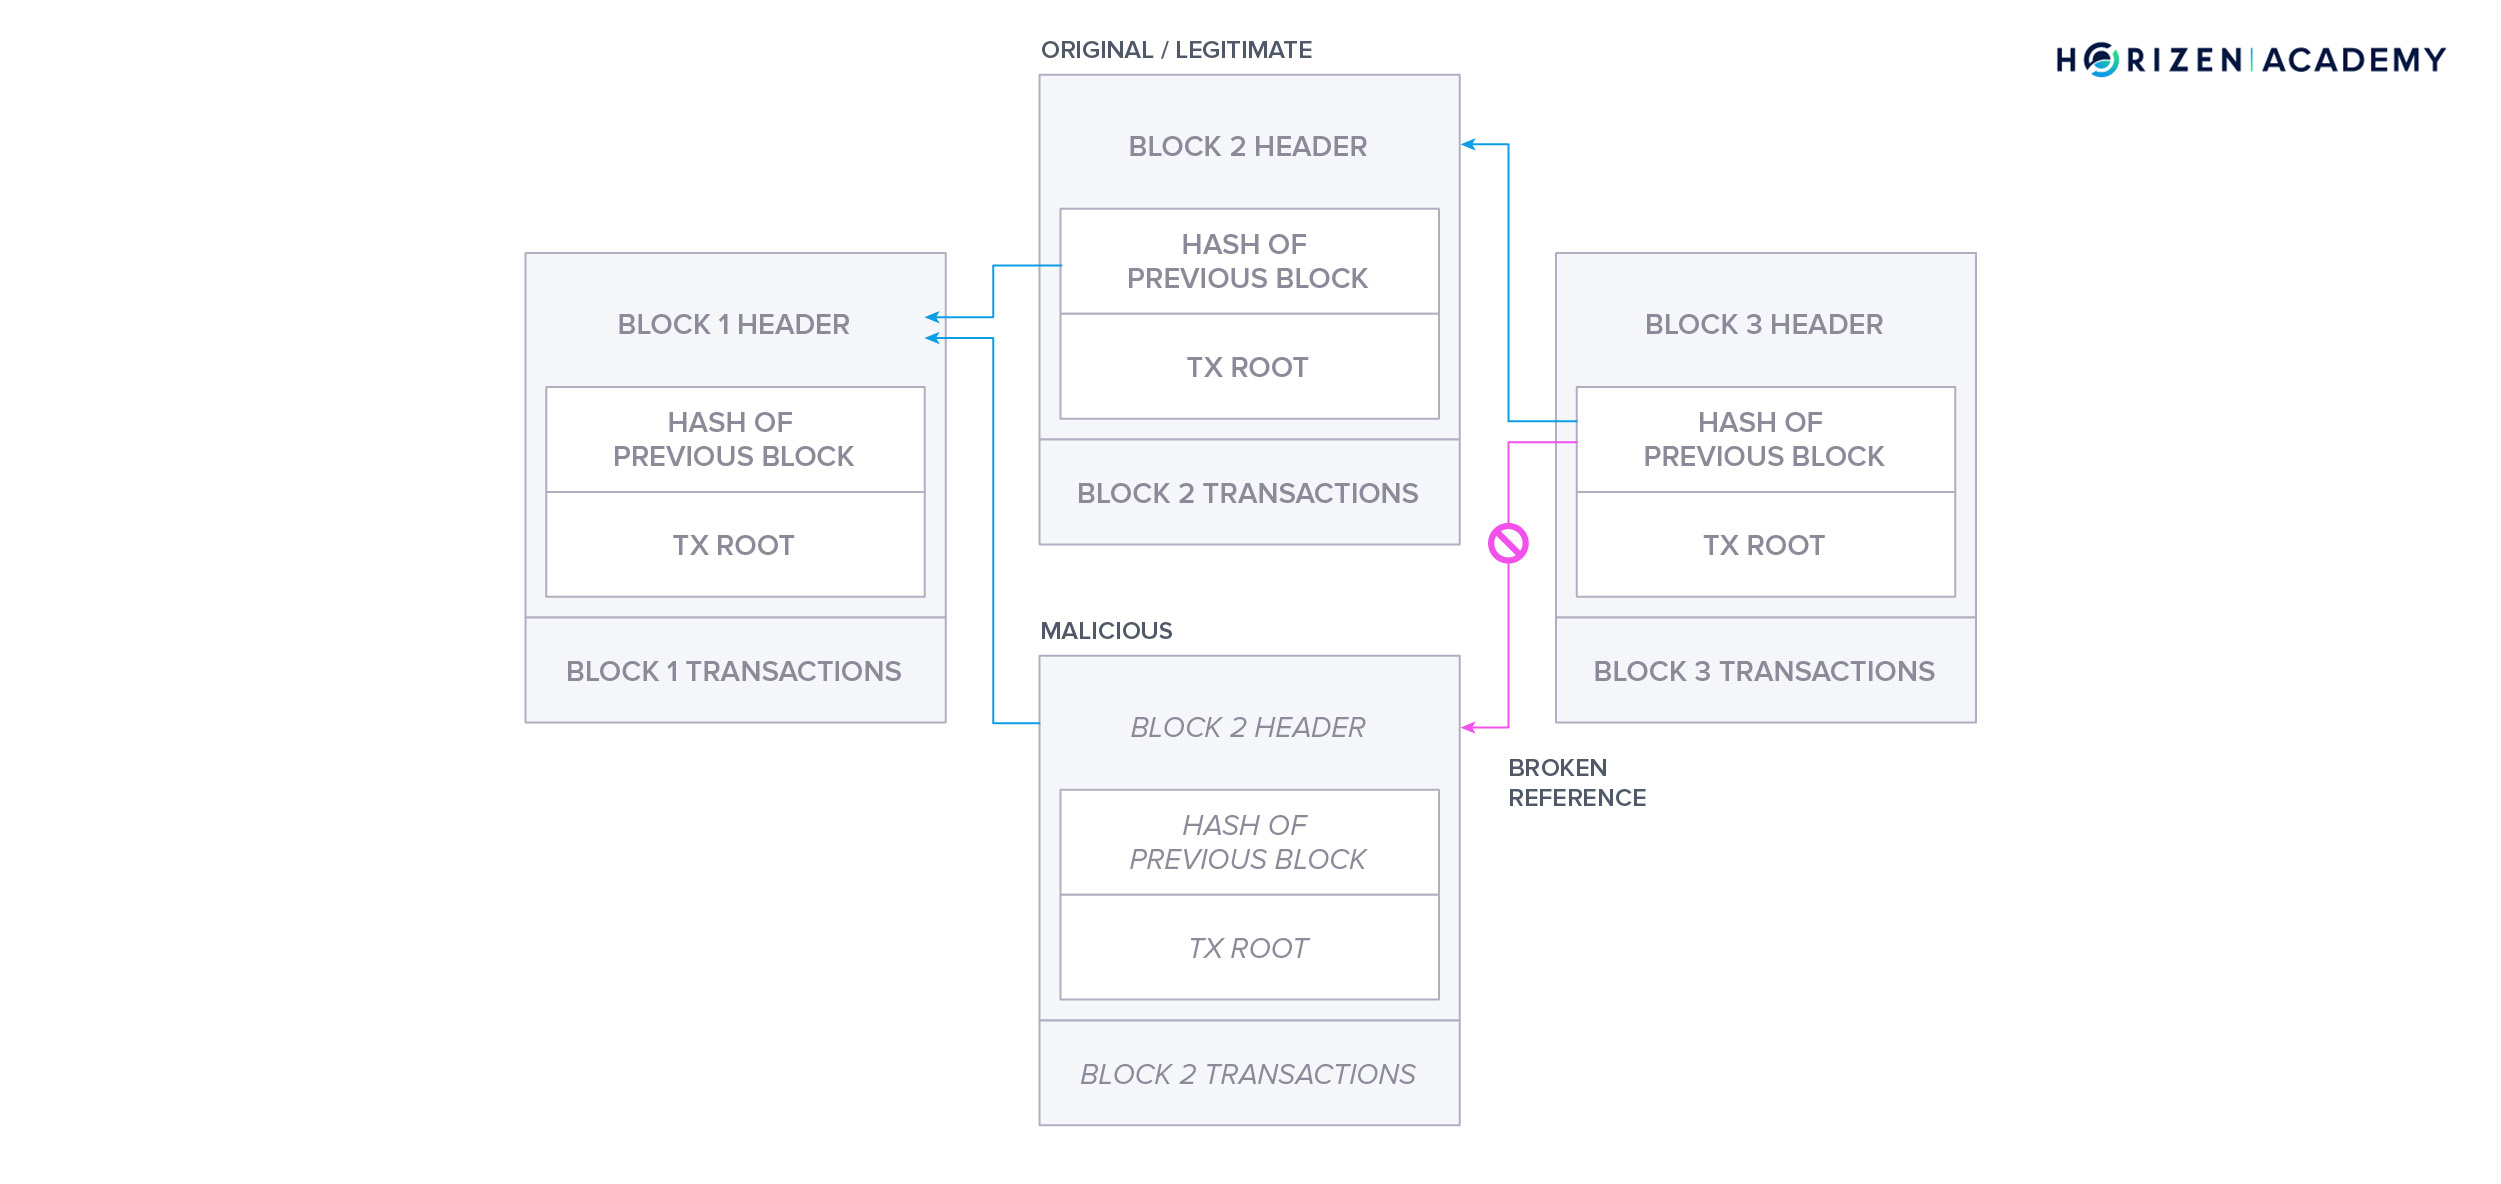 HORIZEN | ACADEMY
ORIGINAL / LEGITIMATE
BLOCK 2 HEADER
HASH OF
PREVIOUS BLOCK
TX ROOT
BLOCK 2 TRANSACTIONS
BLOCK 1 HEADER
HASH OF
PREVIOUS BLOCK
TX ROOT
BLOCK 1 TRANSACTIONS
BLOCK 3 HEADER
HASH OF
PREVIOUS BLOCK
TX ROOT
BLOCK 3 TRANSACTIONS
MALICIOUS
BLOCK 2 HEADER
HASH OF
PREVIOUS BLOCK
TX ROOT
BLOCK 2 TRANSACTIONS
BROKEN
REFERENCE